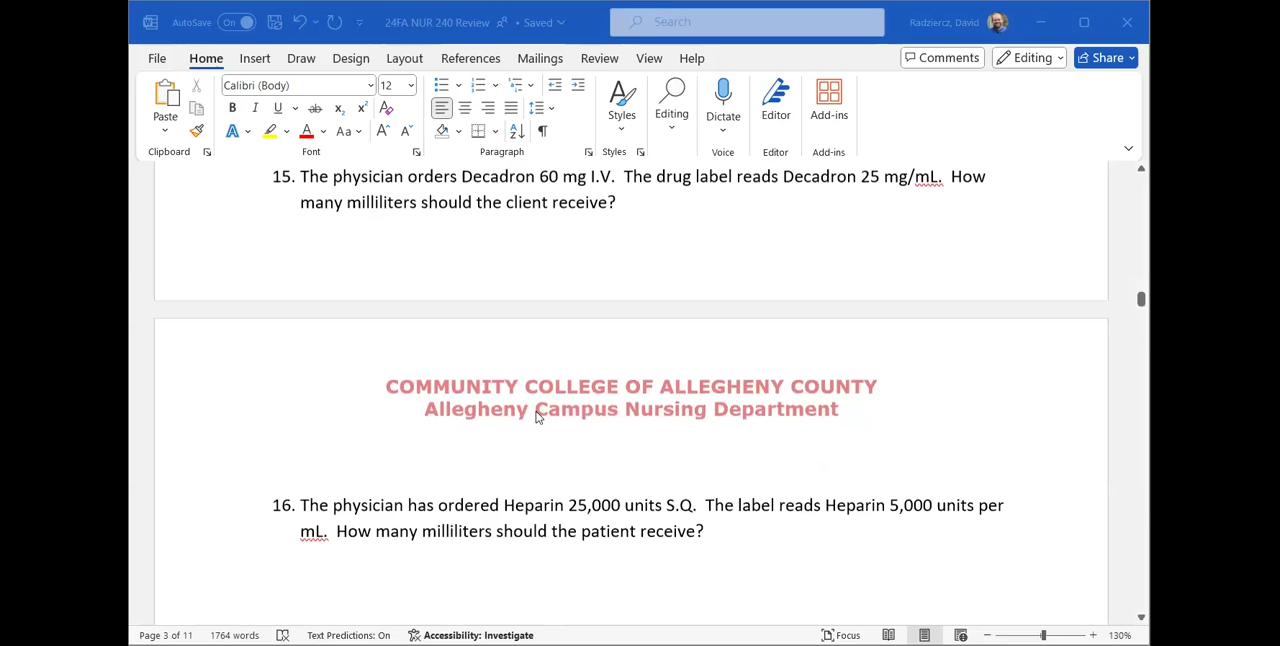 AutoSave On 24FA NUR 240 Review • Saved Search Radziercz, David
File Home Insert Draw Design Layout References Mailings Review View Help Comments Editing Share
Calibri (Body) 12
Paste Styles Editing Dictate Editor Add-ins
B I U ab x₂ x² A
A A Aa A A
Clipboard Font Paragraph Styles Voice Editor Add-ins
15. The physician orders Decadron 60 mg I.V. The drug label reads Decadron 25 mg/mL. How
many milliliters should the client receive?
COMMUNITY COLLEGE OF ALLEGHENY COUNTY
Allegheny Campus Nursing Department
16. The physician has ordered Heparin 25,000 units S.Q. The label reads Heparin 5,000 units per
mL. How many milliliters should the patient receive?
Page 3 of 11 1764 words Text Predictions: On Accessibility: Investigate Focus 130%